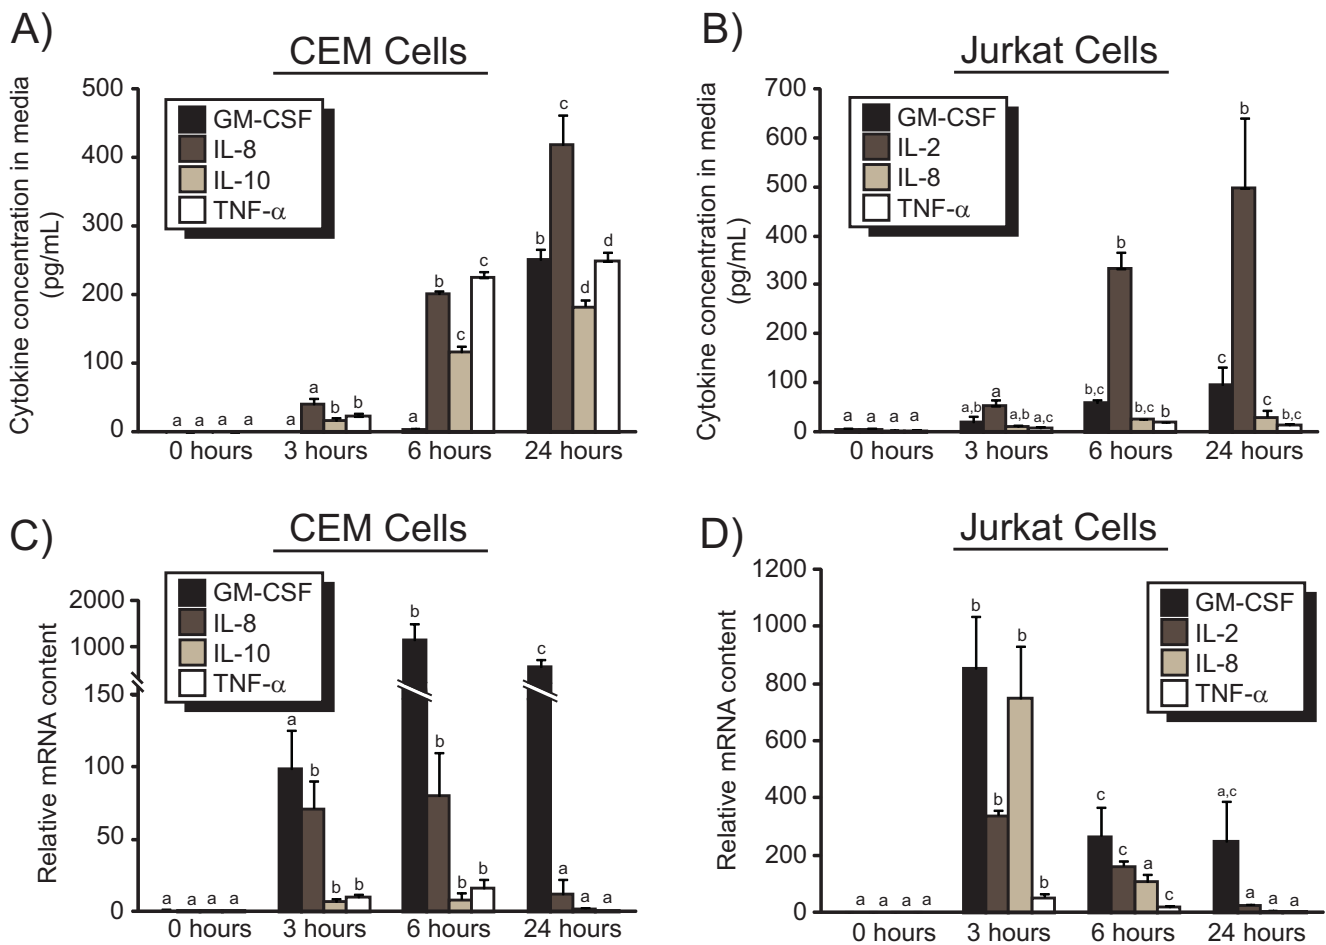 A)
CEM Cells
Cytokine concentration in media
(pg/mL)
500
400
300
200
100
0
GM-CSF
IL-8
IL-10
TNF-α
a a a a
a a b b
a b c c
b c d d
0 hours 3 hours 6 hours 24 hours
B)
Jurkat Cells
Cytokine concentration in media
(pg/mL)
700
600
500
400
300
200
100
0
GM-CSF
IL-2
IL-8
TNF-α
a a a a
a,b a a,b a,c
b,c b b,c b
c b c b,c
0 hours 3 hours 6 hours 24 hours
C)
CEM Cells
Relative mRNA content
2000
1000
150
100
50
0
GM-CSF
IL-8
IL-10
TNF-α
a a a a
a b b b
b b b b
c a a a
0 hours 3 hours 6 hours 24 hours
D)
Jurkat Cells
Relative mRNA content
1200
1000
800
600
400
200
0
GM-CSF
IL-2
IL-8
TNF-α
a a a a
b b b b
c c a c
a,c a a a
0 hours 3 hours 6 hours 24 hours